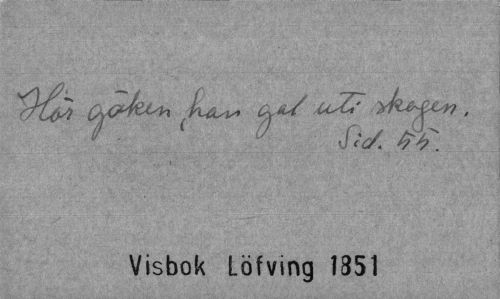 Hör göken, han gal uti skogen.
Sid. 55.
Visbok Löfving 1851